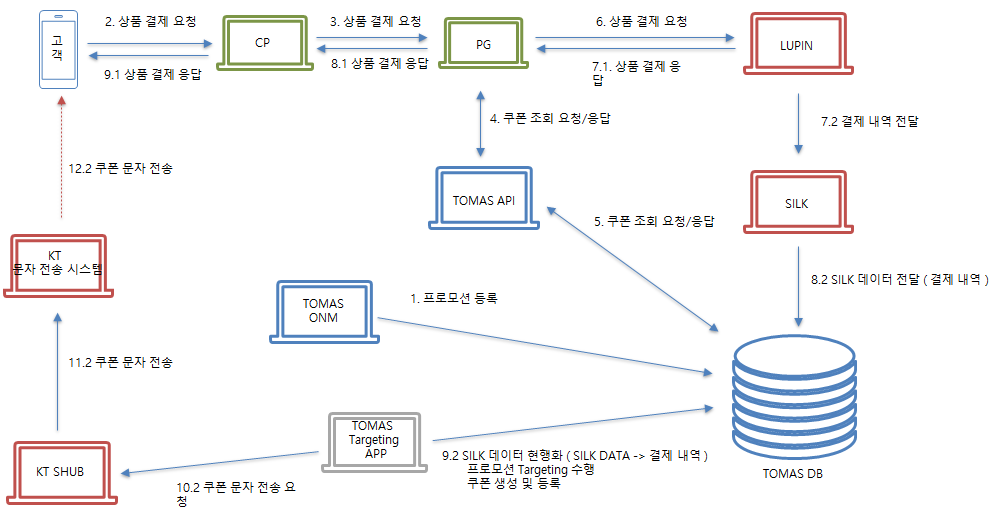 고
객
2. 상품 결제 요청
9.1 상품 결제 응답
CP
3. 상품 결제 요청
8.1 상품 결제 응답
PG
6. 상품 결제 요청
7.1. 상품 결제 응
답
LUPIN
4. 쿠폰 조회 요청/응답
7.2 결제 내역 전달
12.2 쿠폰 문자 전송
TOMAS API
SILK
5. 쿠폰 조회 요청/응답
KT
문자 전송 시스템
8.2 SILK 데이터 전달 ( 결제 내역 )
TOMAS
ONM
1. 프로모션 등록
11.2 쿠폰 문자 전송
TOMAS
Targeting
APP
9.2 SILK 데이터 현행화 ( SILK DATA -> 결제 내역 )
프로모션 Targeting 수행
쿠폰 생성 및 등록
TOMAS DB
KT SHUB
10.2 쿠폰 문자 전송 요
청